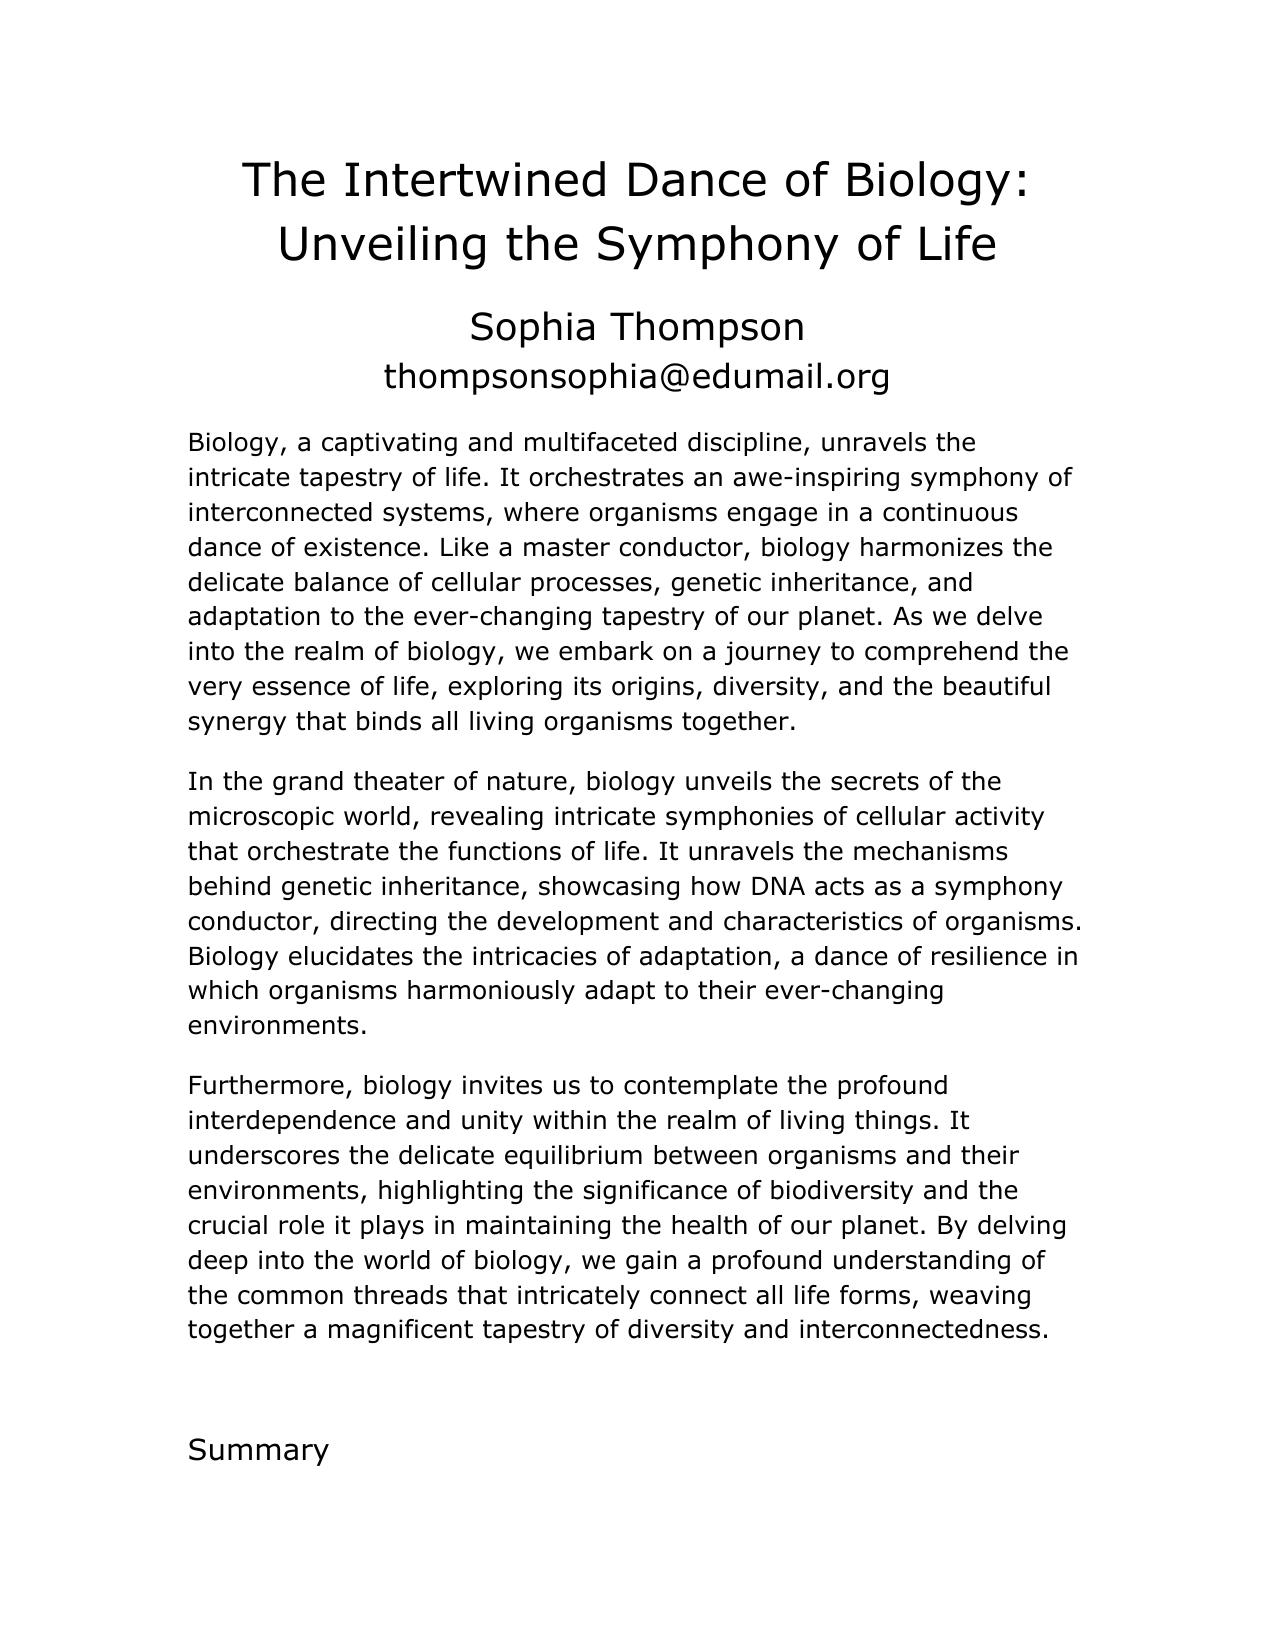 The Intertwined Dance of Biology:
Unveiling the Symphony of Life
Sophia Thompson
thompsonsophia@edumail.org
Biology, a captivating and multifaceted discipline, unravels the
intricate tapestry of life. It orchestrates an awe-inspiring symphony of
interconnected systems, where organisms engage in a continuous
dance of existence. Like a master conductor, biology harmonizes the
delicate balance of cellular processes, genetic inheritance, and
adaptation to the ever-changing tapestry of our planet. As we delve
into the realm of biology, we embark on a journey to comprehend the
very essence of life, exploring its origins, diversity, and the beautiful
synergy that binds all living organisms together.
In the grand theater of nature, biology unveils the secrets of the
microscopic world, revealing intricate symphonies of cellular activity
that orchestrate the functions of life. It unravels the mechanisms
behind genetic inheritance, showcasing how DNA acts as a symphony
conductor, directing the development and characteristics of organisms.
Biology elucidates the intricacies of adaptation, a dance of resilience in
which organisms harmoniously adapt to their ever-changing
environments.
Furthermore, biology invites us to contemplate the profound
interdependence and unity within the realm of living things. It
underscores the delicate equilibrium between organisms and their
environments, highlighting the significance of biodiversity and the
crucial role it plays in maintaining the health of our planet. By delving
deep into the world of biology, we gain a profound understanding of
the common threads that intricately connect all life forms, weaving
together a magnificent tapestry of diversity and interconnectedness.
Summary